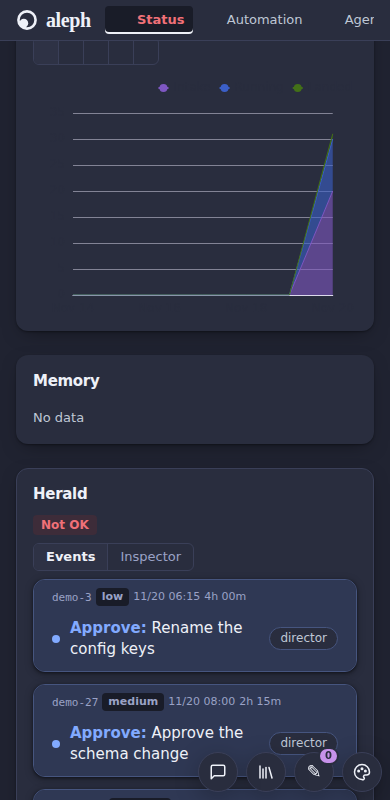 aleph Status Automation Ager
Memory
No data
Herald
Not OK
Events Inspector
demo-3 low 11/20 06:15 4h 00m
Approve: Rename the
config keys
director
demo-27 medium 11/20 08:00 2h 15m
Approve: Approve the
schema change
director
0